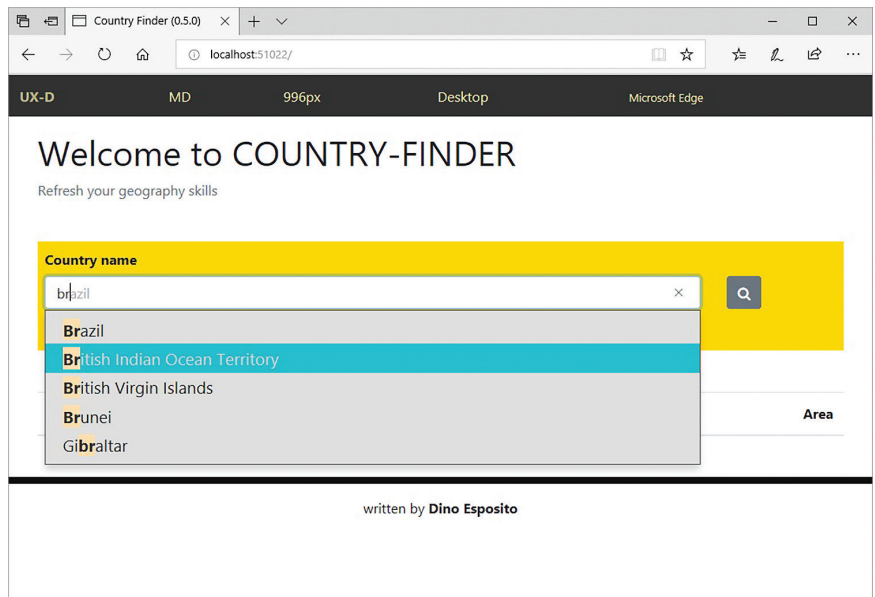 Country Finder (0.5.0)
localhost:51022/
UX-D MD 996px Desktop Microsoft Edge
Welcome to COUNTRY-FINDER
Refresh your geography skills
Country name
brazil
Brazil
British Indian Ocean Territory
British Virgin Islands
Brunei
Gibraltar
Area
written by Dino Esposito